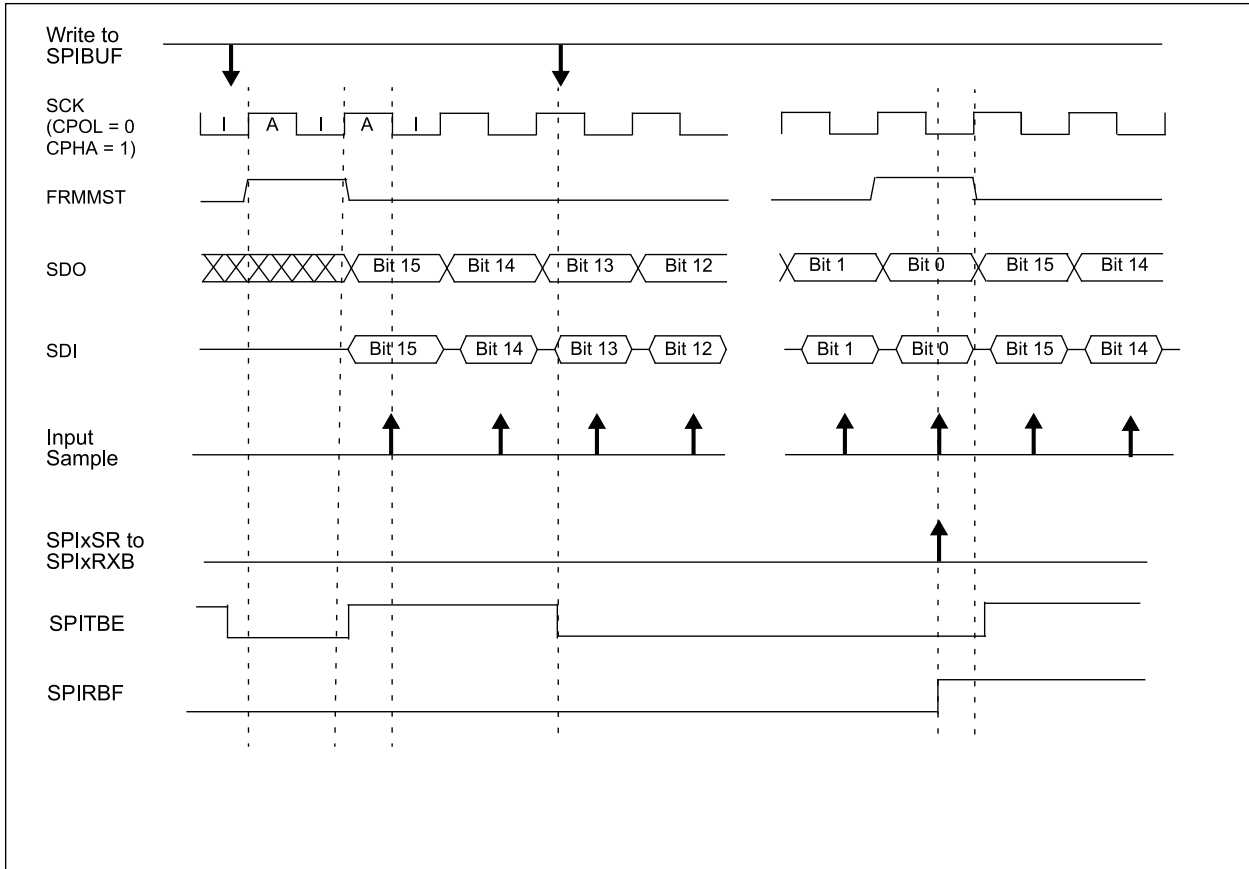 Write to
SPIBUF
SCK
(CPOL = 0
CPHA = 1)
I A I A I
FRMMST
SDO
Bit 15 Bit 14 Bit 13 Bit 12 Bit 1 Bit 0 Bit 15 Bit 14
SDI
Bit 15 Bit 14 Bit 13 Bit 12 Bit 1 Bit 0 Bit 15 Bit 14
Input
Sample
SPIxSR to
SPIxRXB
SPITBE
SPIRBF